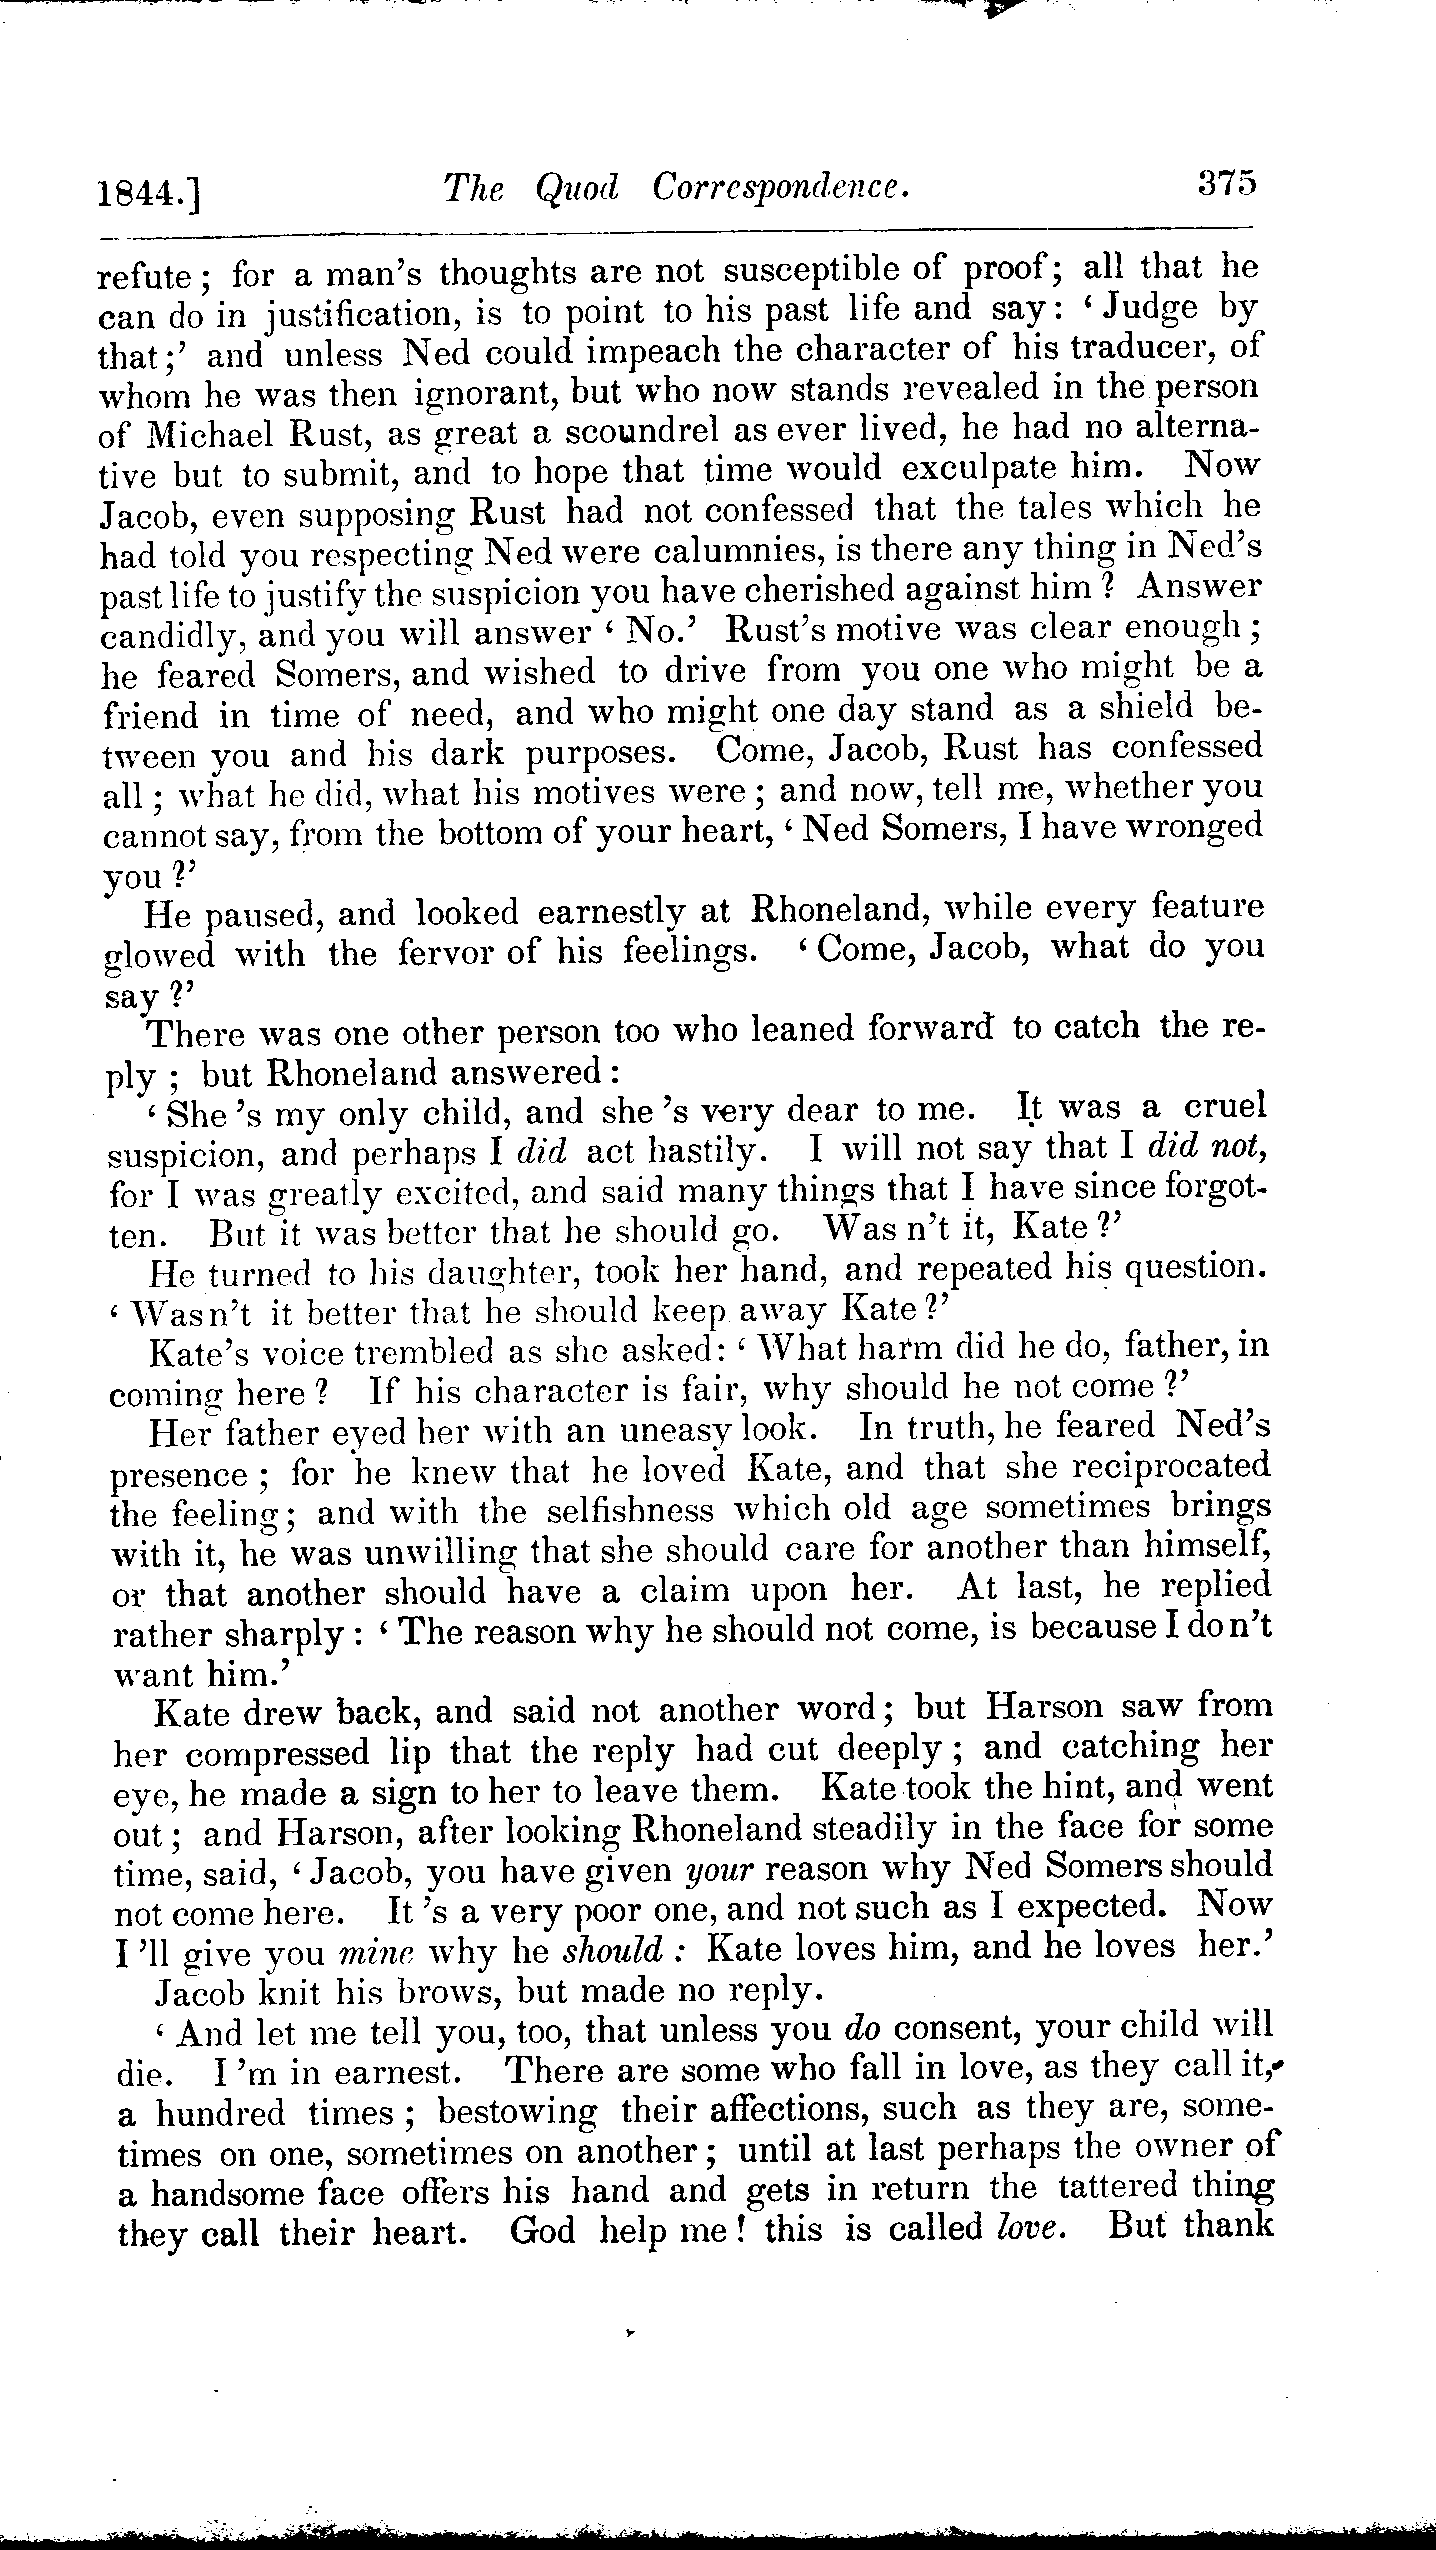 1844.] The Quod Correspondence. 375
refute; for a man's thoughts are not susceptible of proof; all that he
can do in justification, is to point to his past life and say: ‘Judge by
that;’ and unless Ned could impeach the character of his traducer, of
whom he was then ignorant, but who now stands revealed in the person
of Michael Rust, as great a scoundrel as ever lived, he had no alterna-
tive but to submit, and to hope that time would exculpate him. Now
Jacob, even supposing Rust had not confessed that the tales which he
had told you respecting Ned were calumnies, is there any thing in Ned's
past life to justify the suspicion you have cherished against him? Answer
candidly, and you will answer ‘No.’ Rust's motive was clear enough;
he feared Somers, and wished to drive from you one who might be a
friend in time of need, and who might one day stand as a shield be-
tween you and his dark purposes. Come, Jacob, Rust has confessed
all; what he did, what his motives were; and now, tell me, whether you
cannot say, from the bottom of your heart, ‘Ned Somers, I have wronged
you?’
He paused, and looked earnestly at Rhoneland, while every feature
glowed with the fervor of his feelings. ‘Come, Jacob, what do you
say?’
There was one other person too who leaned forward to catch the re-
ply; but Rhoneland answered:
‘She 's my only child, and she 's very dear to me. It was a cruel
suspicion, and perhaps I did act hastily. I will not say that I did not,
for I was greatly excited, and said many things that I have since forgot-
ten. But it was better that he should go. Was n't it, Kate?’
He turned to his daughter, took her hand, and repeated his question.
‘Wasn't it better that he should keep away Kate?’
Kate's voice trembled as she asked: ‘What harm did he do, father, in
coming here? If his character is fair, why should he not come?’
Her father eyed her with an uneasy look. In truth, he feared Ned's
presence; for he knew that he loved Kate, and that she reciprocated
the feeling; and with the selfishness which old age sometimes brings
with it, he was unwilling that she should care for another than himself,
or that another should have a claim upon her. At last, he replied
rather sharply: ‘The reason why he should not come, is because I don't
want him.’
Kate drew back, and said not another word; but Harson saw from
her compressed lip that the reply had cut deeply; and catching her
eye, he made a sign to her to leave them. Kate took the hint, and went
out; and Harson, after looking Rhoneland steadily in the face for some
time, said, ‘Jacob, you have given your reason why Ned Somers should
not come here. It 's a very poor one, and not such as I expected. Now
I 'll give you mine why he should: Kate loves him, and he loves her.’
Jacob knit his brows, but made no reply.
‘And let me tell you, too, that unless you do consent, your child will
die. I 'm in earnest. There are some who fall in love, as they call it,
a hundred times; bestowing their affections, such as they are, some-
times on one, sometimes on another; until at last perhaps the owner of
a handsome face offers his hand and gets in return the tattered thing
they call their heart. God help me! this is called love. But thank